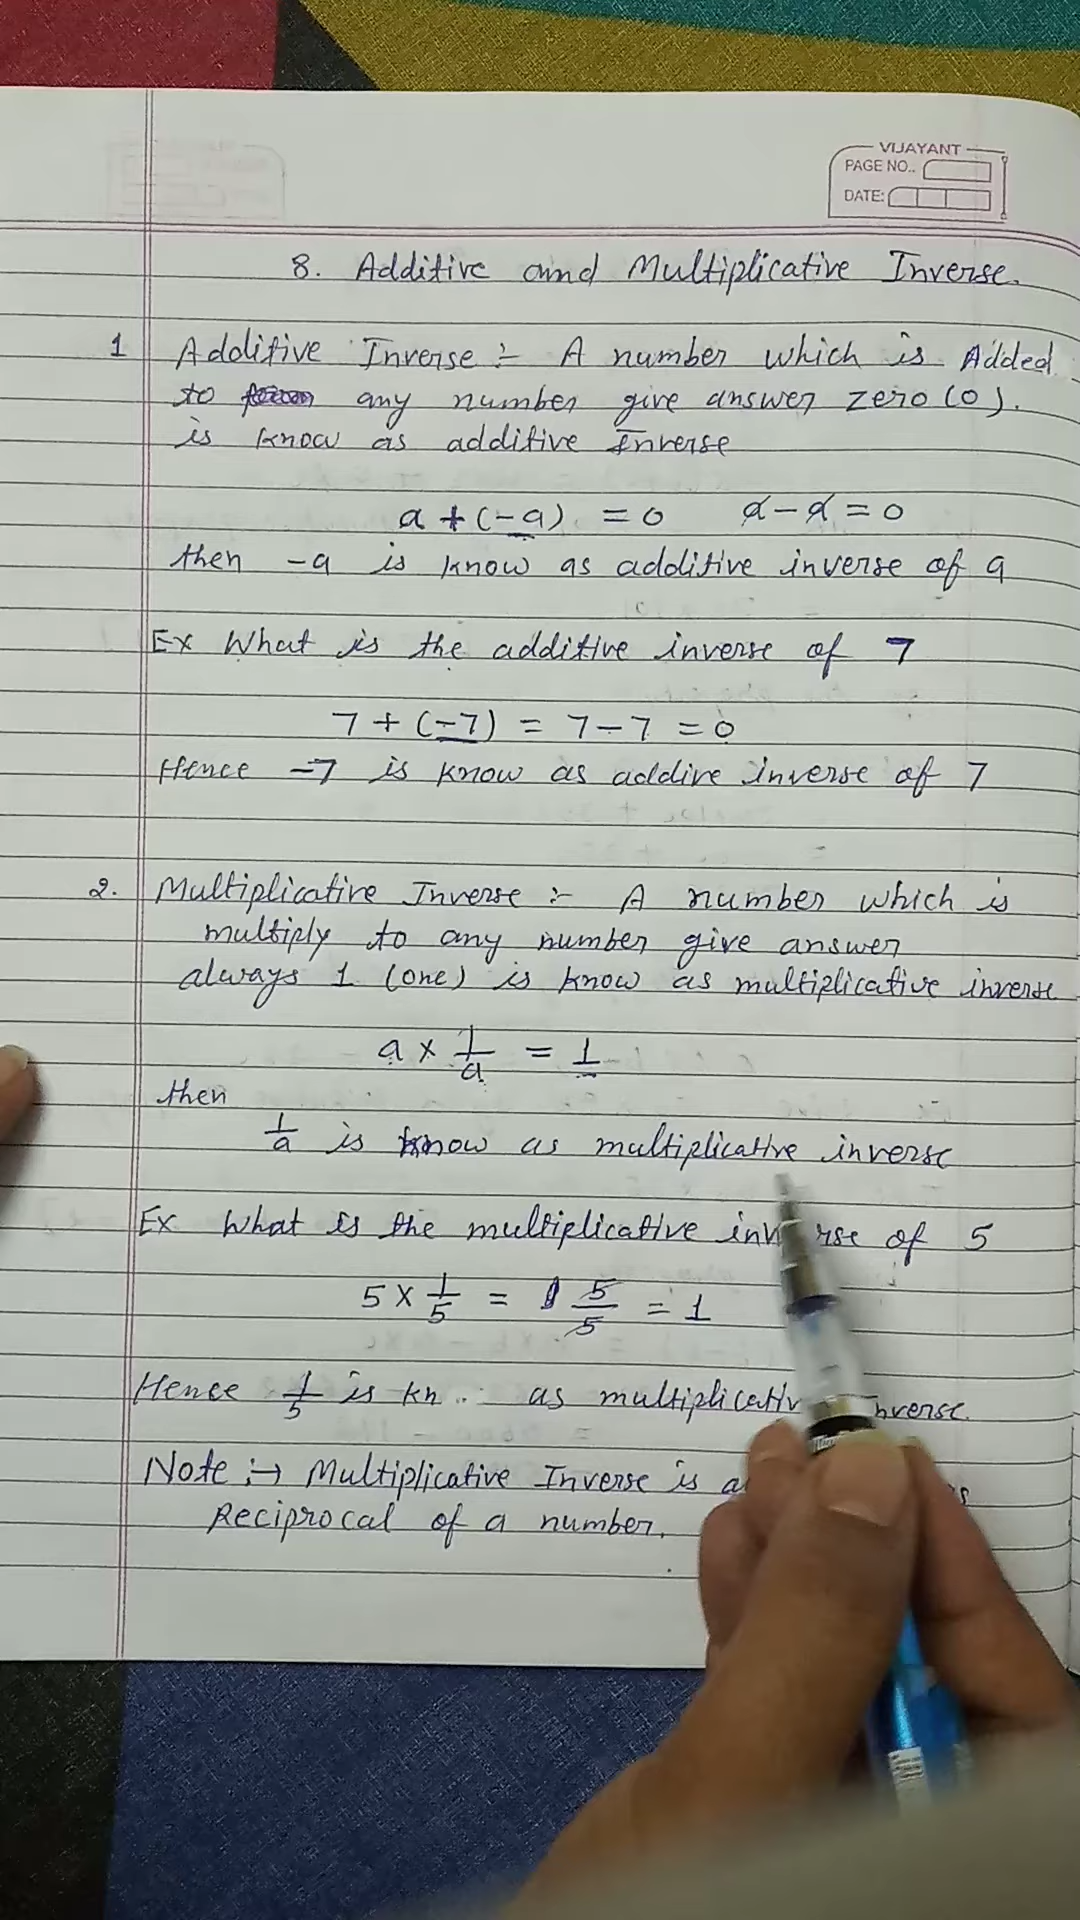 VIJAYANT
PAGE NO..
DATE:
8. Additive and Multiplicative Inverse.
1 Additive Inverse :- A number which is Added
to any number give answer zero (0).
is know as additive Inverse
a + (-a) = 0 a - a = 0
then -a is know as additive inverse of a
Ex What is the additive inverse of 7
7 + (-7) = 7 - 7 = 0
Hence -7 is know as addive inverse of 7
2. Multiplicative Inverse :- A number which is
multiply to any number give answer
always 1 (one) is know as multiplicative inverse
a × 1/a = 1
then
1/a is know as multiplicative inverse
Ex What is the multiplicative inverse of 5
5 × 1/5 = 5/5 = 1
Hence 1/5 is as multiplicative Inverse.
Note :→ Multiplicative Inverse is
Reciprocal of a number.